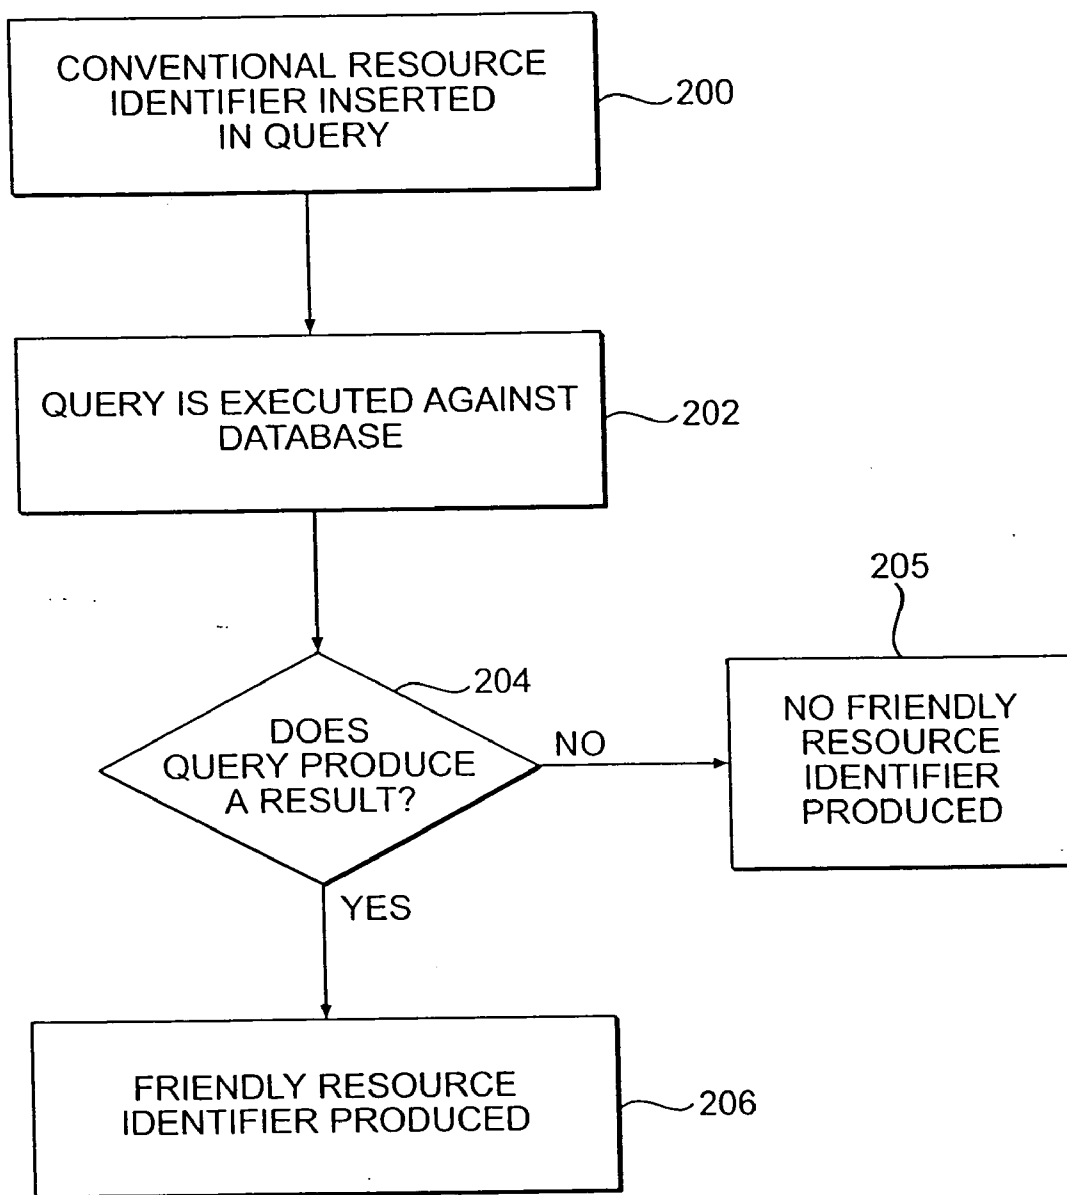 CONVENTIONAL RESOURCE
IDENTIFIER INSERTED
IN QUERY
200
QUERY IS EXECUTED AGAINST
DATABASE
202
205
204
DOES
QUERY PRODUCE
A RESULT?
NO
NO FRIENDLY
RESOURCE
IDENTIFIER
PRODUCED
YES
FRIENDLY RESOURCE
IDENTIFIER PRODUCED
206